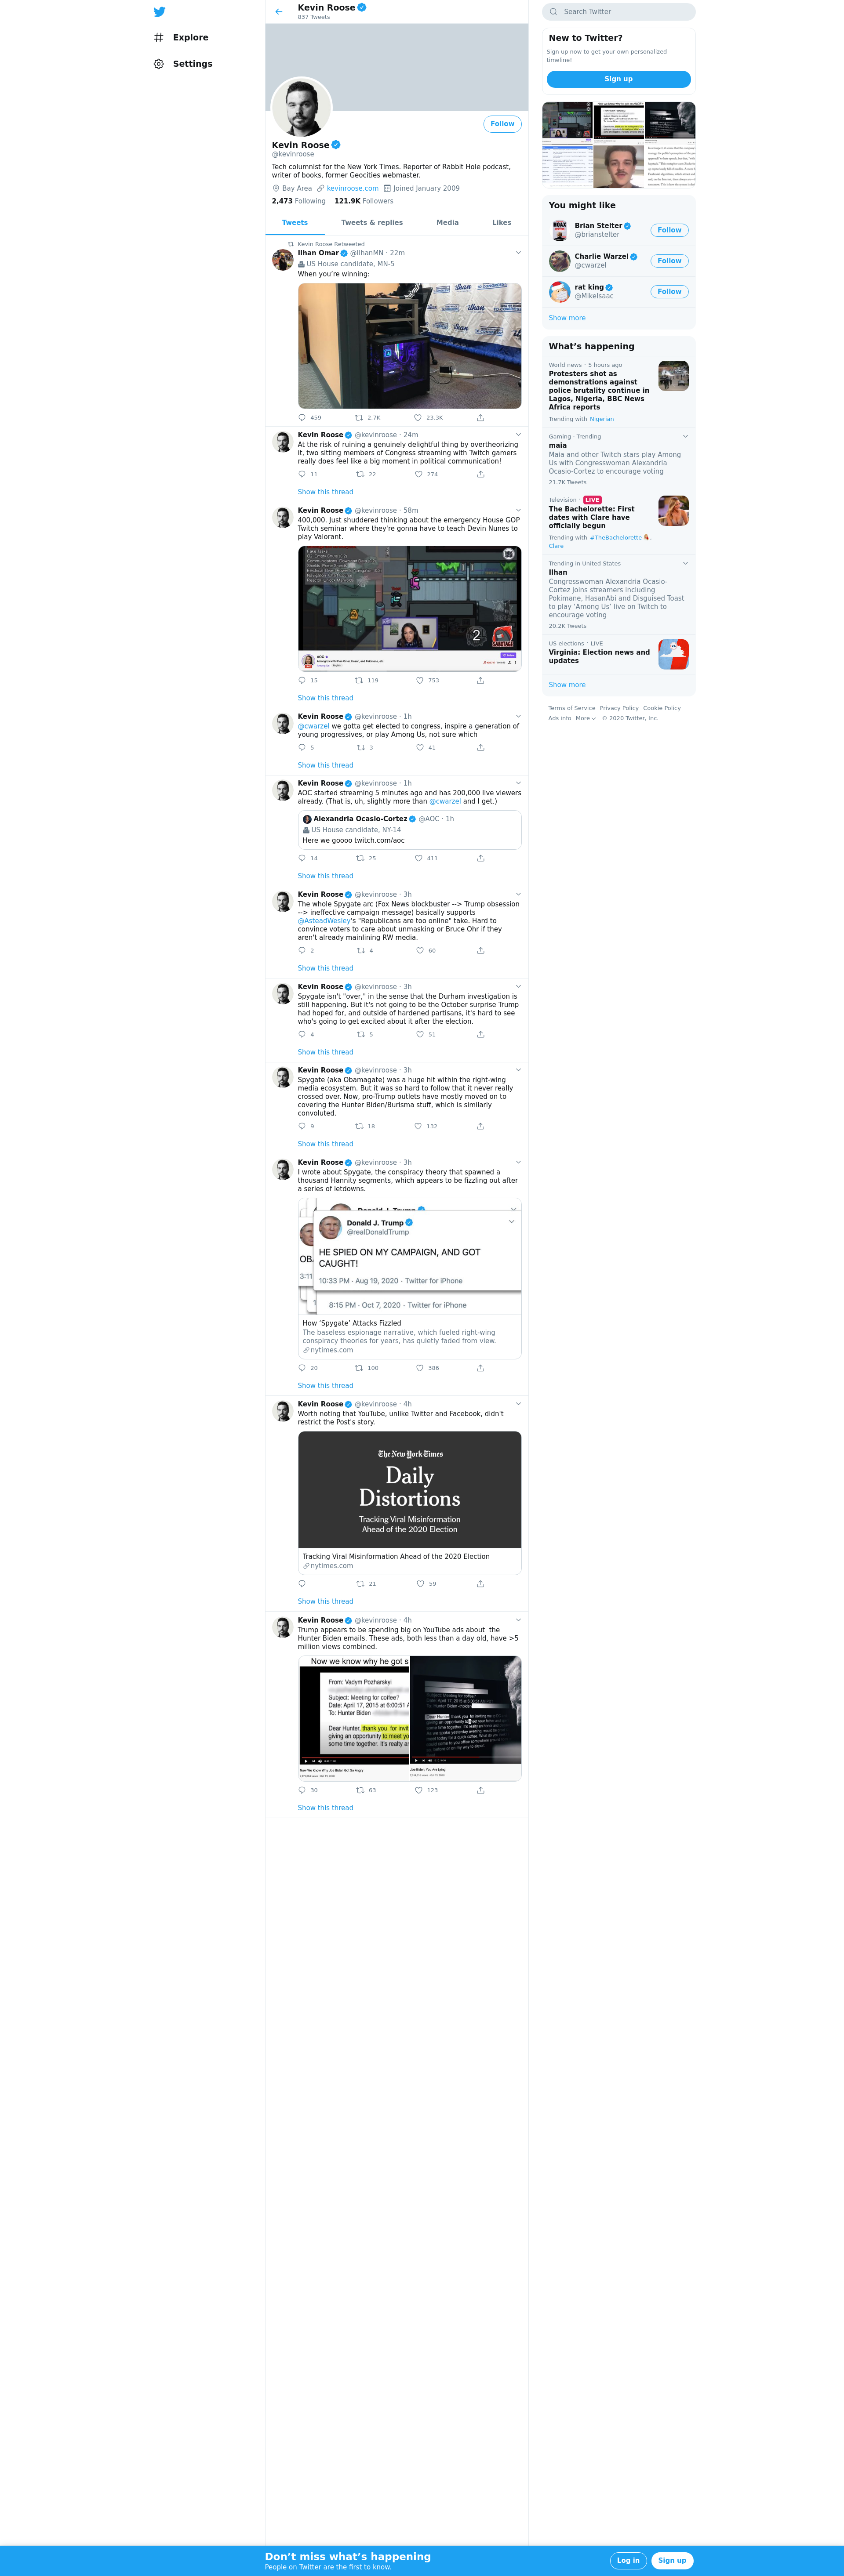 Explore
Settings
Kevin Roose
837 Tweets
Follow
Kevin Roose
@kevinroose
Tech columnist for the New York Times. Reporter of Rabbit Hole podcast,
writer of books, former Geocities webmaster.
Bay Area kevinroose.com Joined January 2009
2,473 Following 121.9K Followers
Tweets Tweets & replies Media Likes
Kevin Roose Retweeted
Ilhan Omar @IlhanMN · 22m
US House candidate, MN-5
When you’re winning:
459 2.7K 23.3K
Kevin Roose @kevinroose · 24m
At the risk of ruining a genuinely delightful thing by overtheorizing
it, two sitting members of Congress streaming with Twitch gamers
really does feel like a big moment in political communication!
11 22 274
Show this thread
Kevin Roose @kevinroose · 58m
400,000. Just shuddered thinking about the emergency House GOP
Twitch seminar where they're gonna have to teach Devin Nunes to
play Valorant.
2
SABOTAGE
AOC
15 119 753
Show this thread
Kevin Roose @kevinroose · 1h
@cwarzel we gotta get elected to congress, inspire a generation of
young progressives, or play Among Us, not sure which
5 3 41
Show this thread
Kevin Roose @kevinroose · 1h
AOC started streaming 5 minutes ago and has 200,000 live viewers
already. (That is, uh, slightly more than @cwarzel and I get.)
Alexandria Ocasio-Cortez @AOC · 1h
US House candidate, NY-14
Here we goooo twitch.com/aoc
14 25 411
Show this thread
Kevin Roose @kevinroose · 3h
The whole Spygate arc (Fox News blockbuster --> Trump obsession
--> ineffective campaign message) basically supports
@AsteadWesley's "Republicans are too online" take. Hard to
convince voters to care about unmasking or Bruce Ohr if they
aren't already mainlining RW media.
2 4 60
Show this thread
Kevin Roose @kevinroose · 3h
Spygate isn't "over," in the sense that the Durham investigation is
still happening. But it's not going to be the October surprise Trump
had hoped for, and outside of hardened partisans, it's hard to see
who's going to get excited about it after the election.
4 5 51
Show this thread
Kevin Roose @kevinroose · 3h
Spygate (aka Obamagate) was a huge hit within the right-wing
media ecosystem. But it was so hard to follow that it never really
crossed over. Now, pro-Trump outlets have mostly moved on to
covering the Hunter Biden/Burisma stuff, which is similarly
convoluted.
9 18 132
Show this thread
Kevin Roose @kevinroose · 3h
I wrote about Spygate, the conspiracy theory that spawned a
thousand Hannity segments, which appears to be fizzling out after
a series of letdowns.
Donald J. Trump
@realDonaldTrump
HE SPIED ON MY CAMPAIGN, AND GOT
CAUGHT!
10:33 PM · Aug 19, 2020 · Twitter for iPhone
OB
3:11
8:15 PM · Oct 7, 2020 · Twitter for iPhone
How ‘Spygate’ Attacks Fizzled
The baseless espionage narrative, which fueled right-wing
conspiracy theories for years, has quietly faded from view.
nytimes.com
20 100 386
Show this thread
Kevin Roose @kevinroose · 4h
Worth noting that YouTube, unlike Twitter and Facebook, didn't
restrict the Post's story.
The New York Times
Daily
Distortions
Tracking Viral Misinformation
Ahead of the 2020 Election
Tracking Viral Misinformation Ahead of the 2020 Election
nytimes.com
21 59
Show this thread
Kevin Roose @kevinroose · 4h
Trump appears to be spending big on YouTube ads about the
Hunter Biden emails. These ads, both less than a day old, have >5
million views combined.
Now we know why he got s
From: Vadym Pozharskyi
Subject: Meeting for coffee?
Date: April 17, 2015 at 6:00:51 A
To: Hunter Biden
Dear Hunter, thank you for invit
giving an opportunity to meet yo
some time together. It's really a
Now We Know Why Joe Biden Got So Angry
Joe Biden, You Are Lying
30 63 123
Show this thread
Search Twitter
New to Twitter?
Sign up now to get your own personalized
timeline!
Sign up
You might like
Brian Stelter
@brianstelter
Follow
Charlie Warzel
@cwarzel
Follow
rat king
@MikeIsaac
Follow
Show more
What’s happening
World news · 5 hours ago
Protesters shot as
demonstrations against
police brutality continue in
Lagos, Nigeria, BBC News
Africa reports
Trending with Nigerian
Gaming · Trending
maia
Maia and other Twitch stars play Among
Us with Congresswoman Alexandria
Ocasio-Cortez to encourage voting
21.7K Tweets
Television · LIVE
The Bachelorette: First
dates with Clare have
officially begun
Trending with #TheBachelorette,
Clare
Trending in United States
Ilhan
Congresswoman Alexandria Ocasio-
Cortez joins streamers including
Pokimane, HasanAbi and Disguised Toast
to play ‘Among Us’ live on Twitch to
encourage voting
20.2K Tweets
US elections · LIVE
Virginia: Election news and
updates
Show more
Terms of Service Privacy Policy Cookie Policy
Ads info More © 2020 Twitter, Inc.
Don’t miss what’s happening
People on Twitter are the first to know.
Log in
Sign up